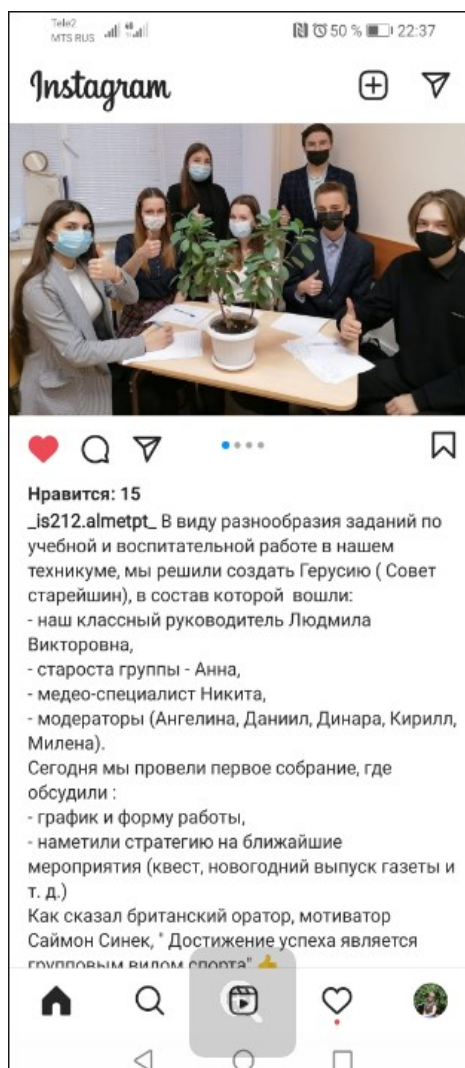 Tele2
MTS RUS 50 % 22:37
Instagram
Нравится: 15
_is212.almetpt_ В виду разнообразия заданий по
учебной и воспитательной работе в нашем
техникуме, мы решили создать Герусию ( Совет
старейшин), в состав которой вошли:
- наш классный руководитель Людмила
Викторовна,
- староста группы - Анна,
- медео-специалист Никита,
- модераторы (Ангелина, Даниил, Динара, Кирилл,
Милена).
Сегодня мы провели первое собрание, где
обсудили :
- график и форму работы,
- наметили стратегию на ближайшие
мероприятия (квест, новогодний выпуск газеты и
т. д.)
Как сказал британский оратор, мотиватор
Саймон Синек, " Достижение успеха является
групповым видом спорта" 👍